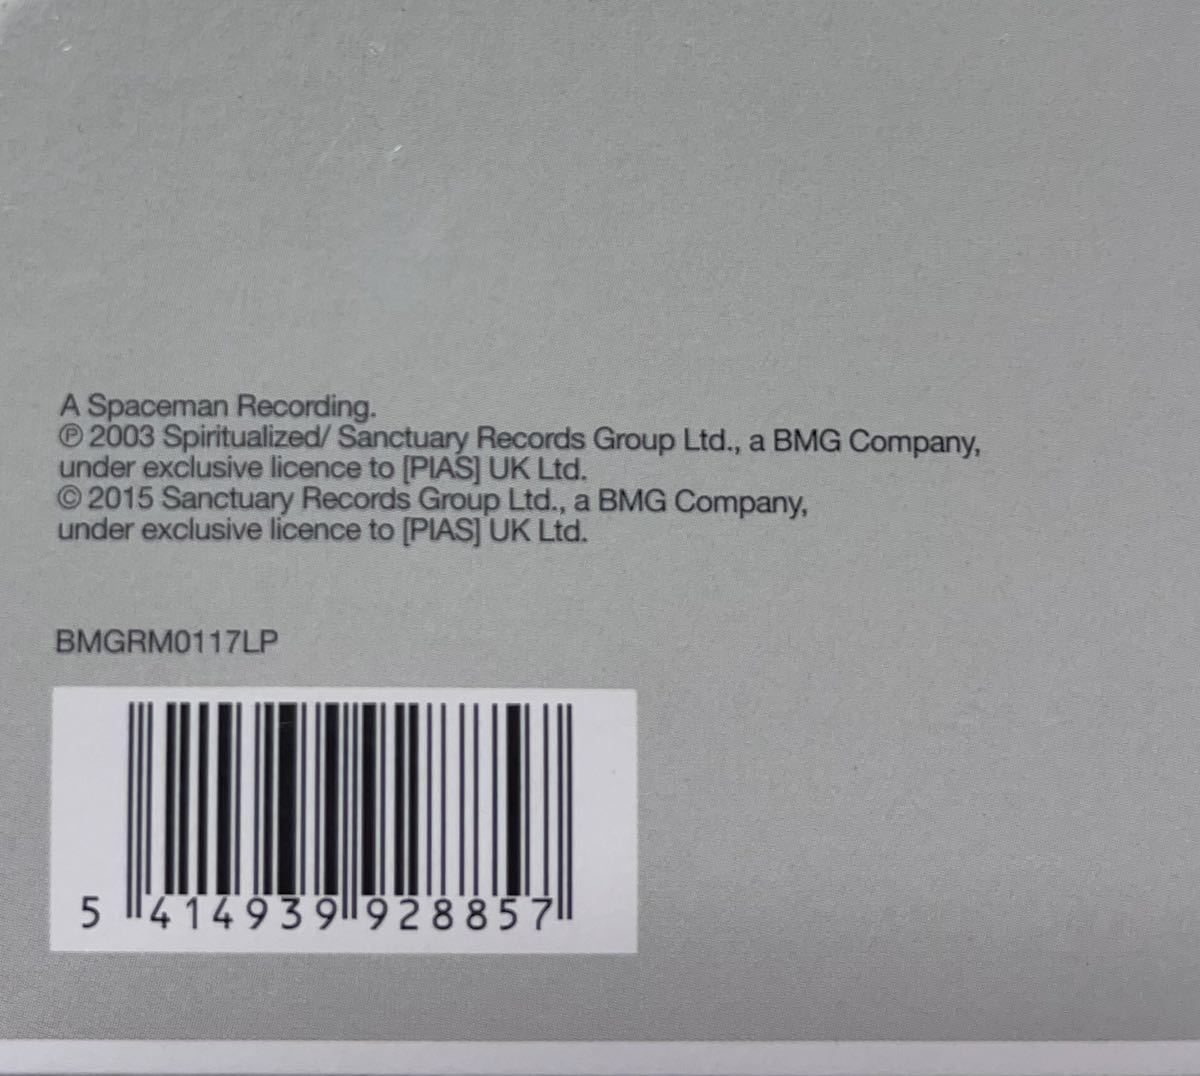 A Spaceman Recording.
℗ 2003 Spiritualized/ Sanctuary Records Group Ltd., a BMG Company,
under exclusive licence to [PIAS] UK Ltd.
© 2015 Sanctuary Records Group Ltd., a BMG Company,
under exclusive licence to [PIAS] UK Ltd.
BMGRM0117LP
5 414939 928857